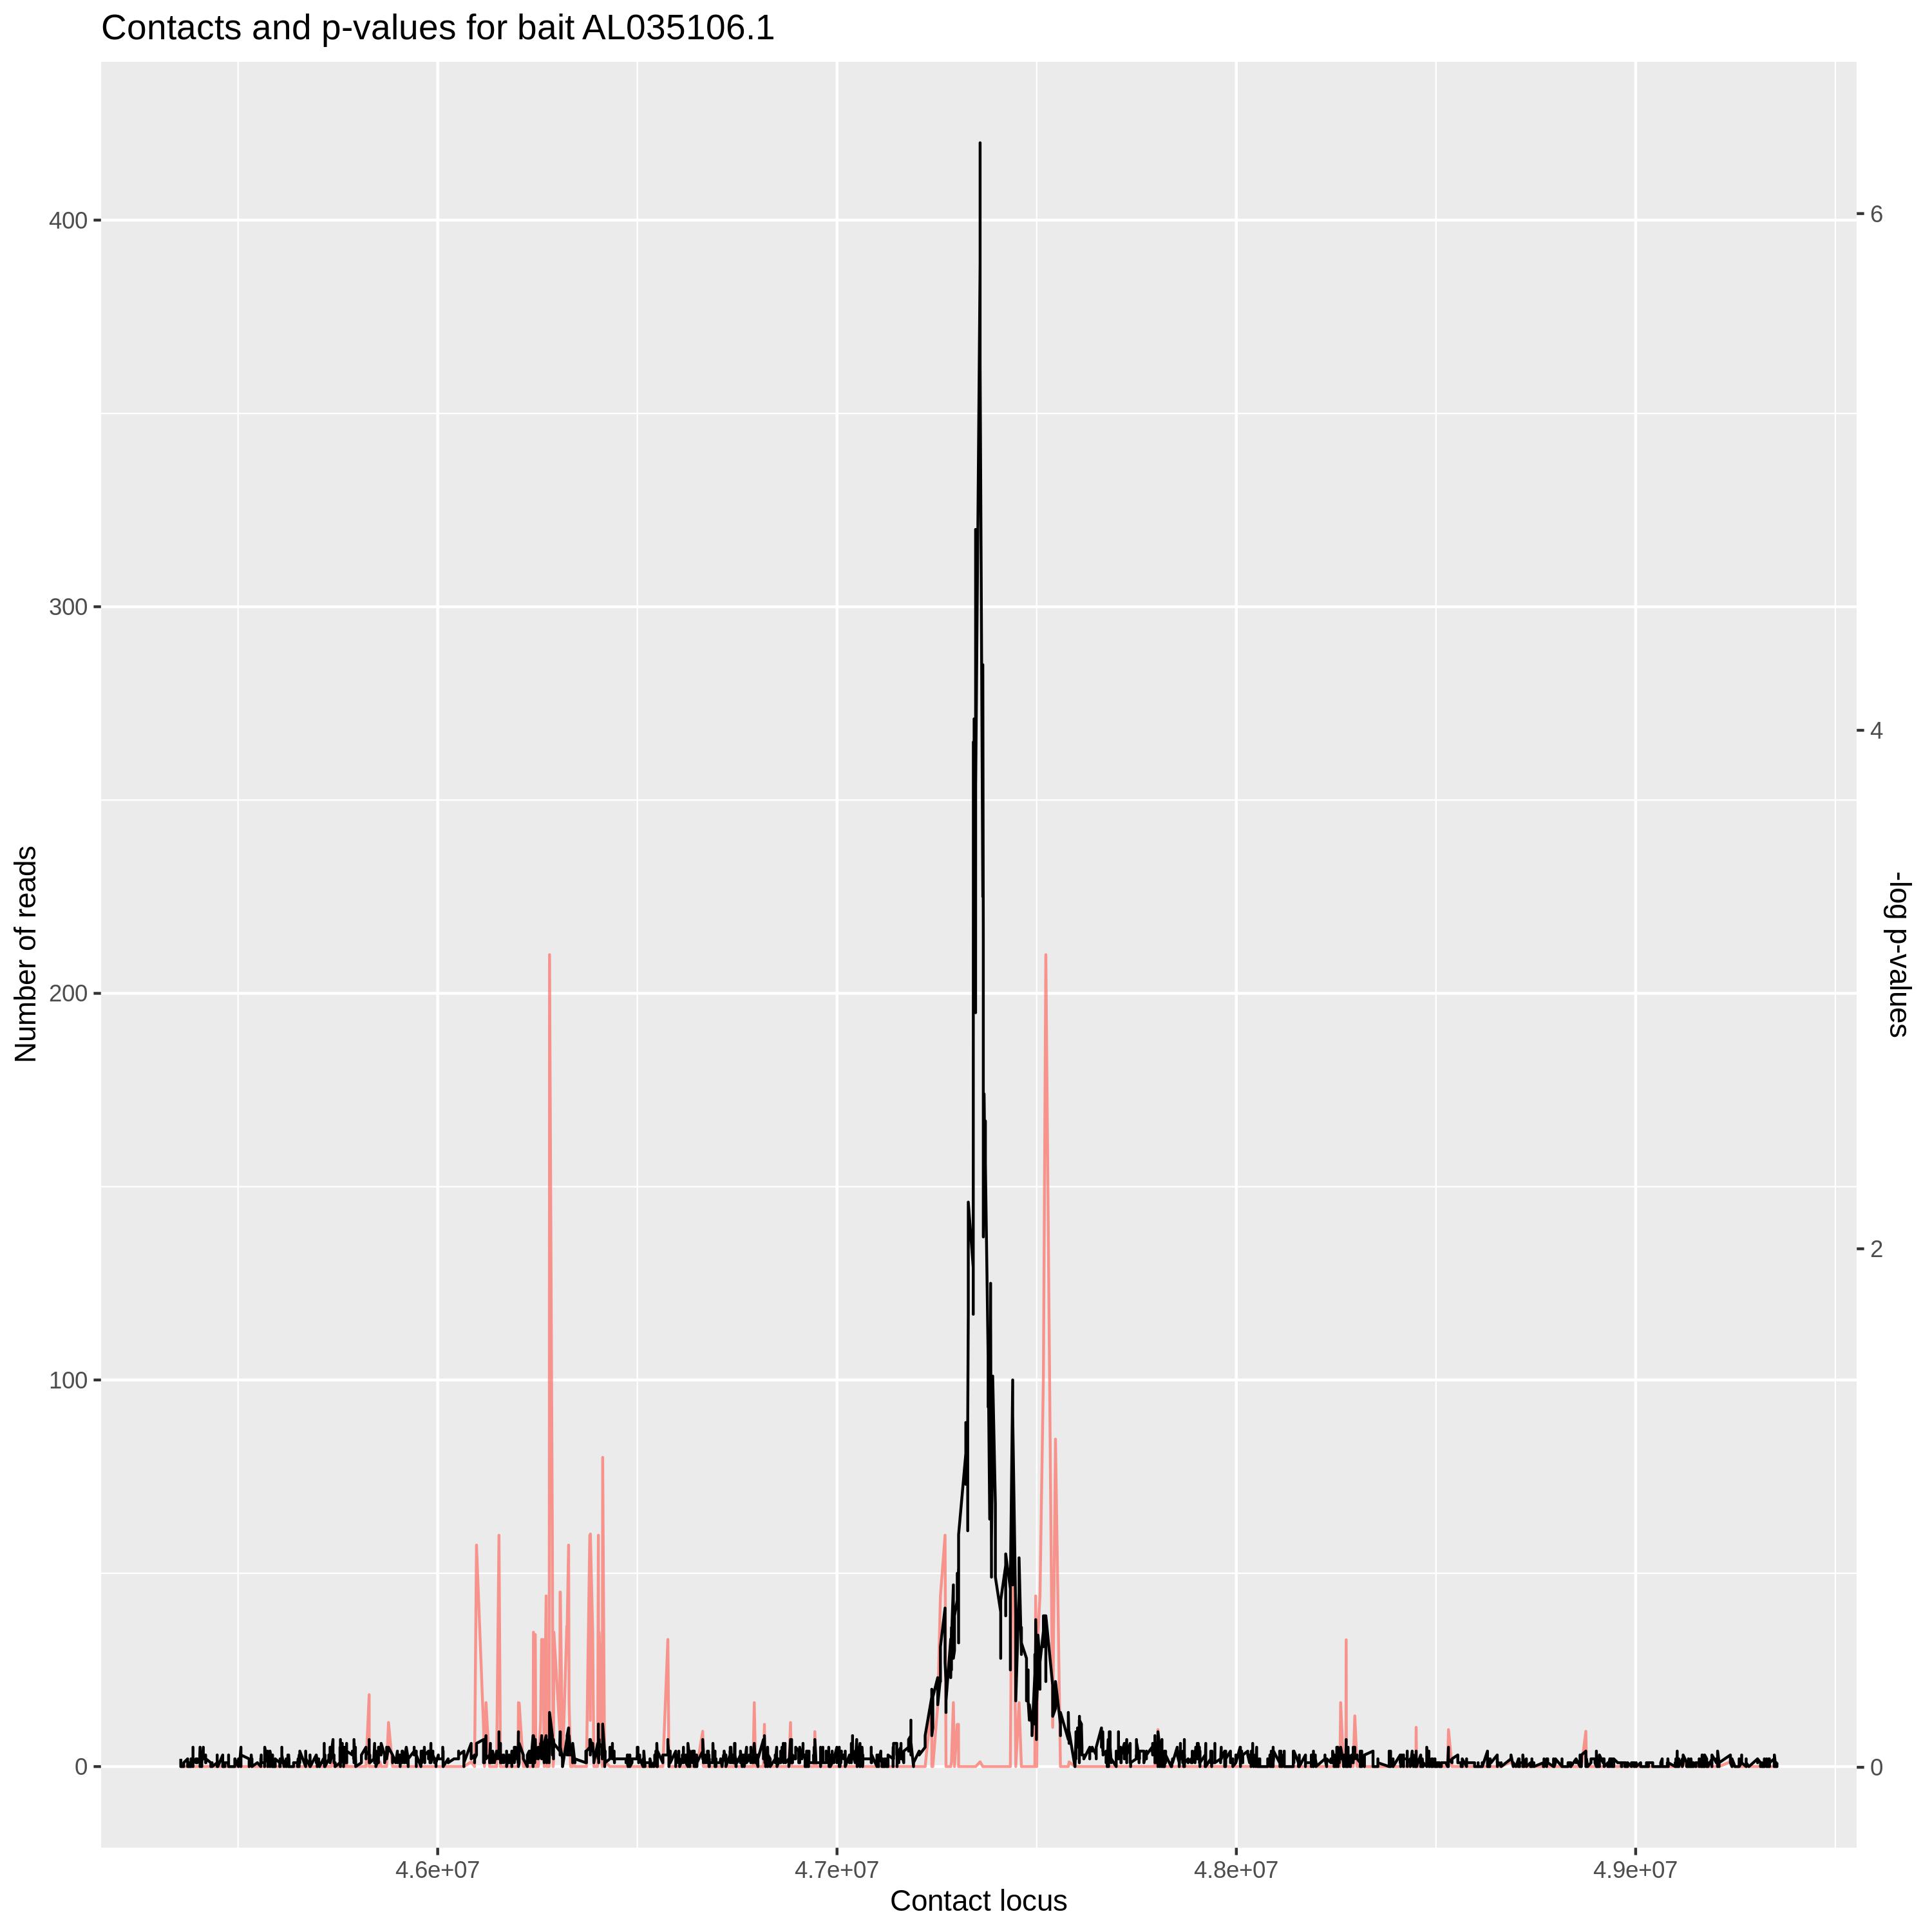 Contacts and p-values for bait AL035106.1
400
300
200
100
0
Number of reads
6
4
2
0
-log p-values
4.6e+07 4.7e+07 4.8e+07 4.9e+07
Contact locus